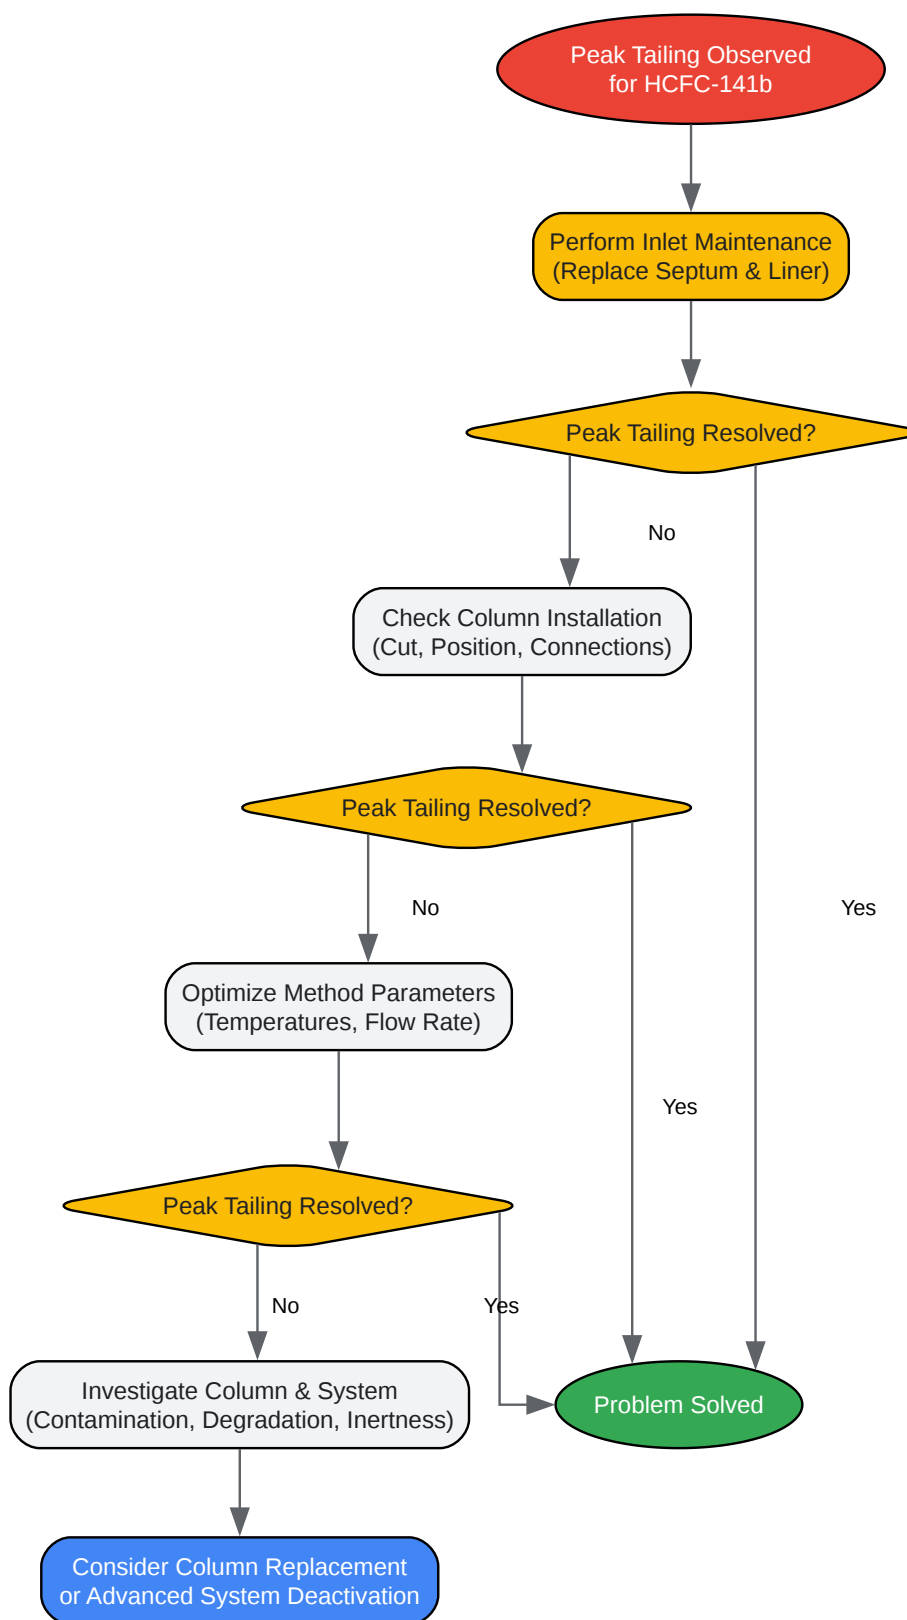 Peak Tailing Observed
for HCFC-141b
Perform Inlet Maintenance
(Replace Septum & Liner)
Peak Tailing Resolved?
No
Check Column Installation
(Cut, Position, Connections)
Peak Tailing Resolved?
No
Yes
Optimize Method Parameters
(Temperatures, Flow Rate)
Yes
Peak Tailing Resolved?
No
Yes
Investigate Column & System
(Contamination, Degradation, Inertness)
Problem Solved
Consider Column Replacement
or Advanced System Deactivation